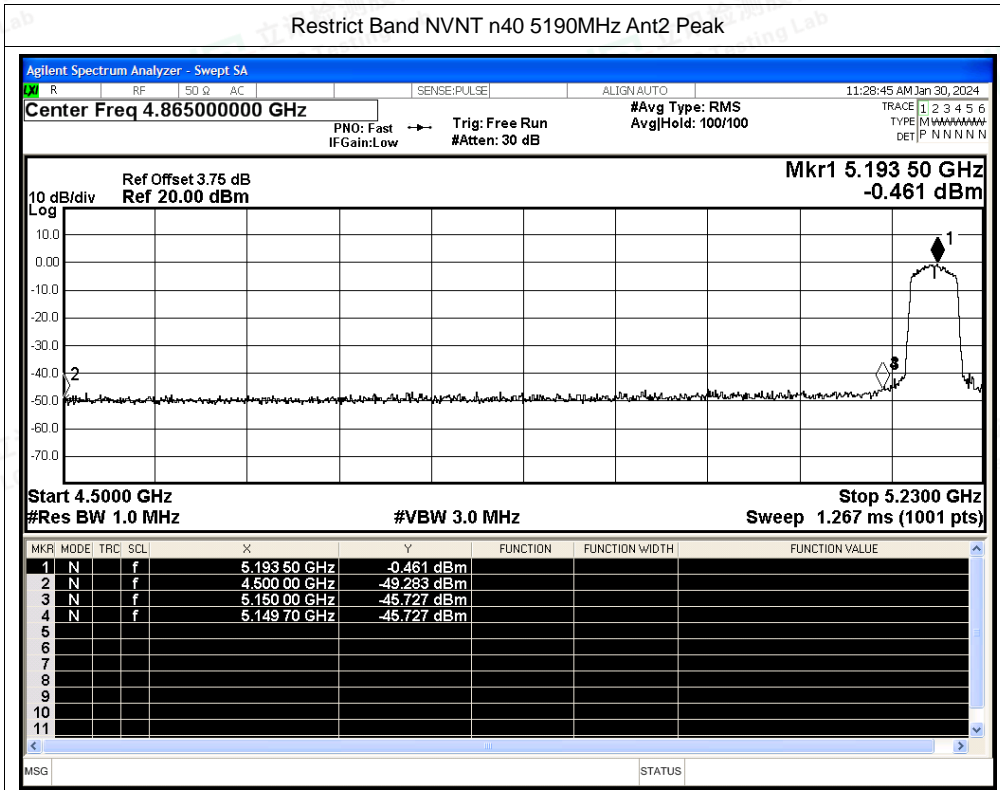 Restrict Band NVNT n40 5190MHz Ant2 Peak
Agilent Spectrum Analyzer - Swept SA
LXI R RF 50 Ω AC SENSE:PULSE ALIGN AUTO 11:28:45 AM Jan 30, 2024
Center Freq 4.865000000 GHz
#Avg Type: RMS
TRACE 1 2 3 4 5 6
PNO: Fast Trig: Free Run Avg|Hold: 100/100
TYPE M W W W W W
IFGain:Low #Atten: 30 dB
DET P N N N N N
Mkr1 5.193 50 GHz
Ref Offset 3.75 dB
10 dB/div Ref 20.00 dBm -0.461 dBm
Log
10.0
1
0.00
-10.0
-20.0
-30.0
-40.0
2
-50.0
-60.0
-70.0
Start 4.5000 GHz Stop 5.2300 GHz
#Res BW 1.0 MHz #VBW 3.0 MHz Sweep 1.267 ms (1001 pts)
MKR MODE TRC SCL X Y FUNCTION FUNCTION WIDTH FUNCTION VALUE
1 N f 5.193 50 GHz -0.461 dBm
2 N f 4.500 00 GHz -49.283 dBm
3 N f 5.150 00 GHz -45.727 dBm
4 N f 5.149 70 GHz -45.727 dBm
5
6
7
8
9
10
11
MSG STATUS